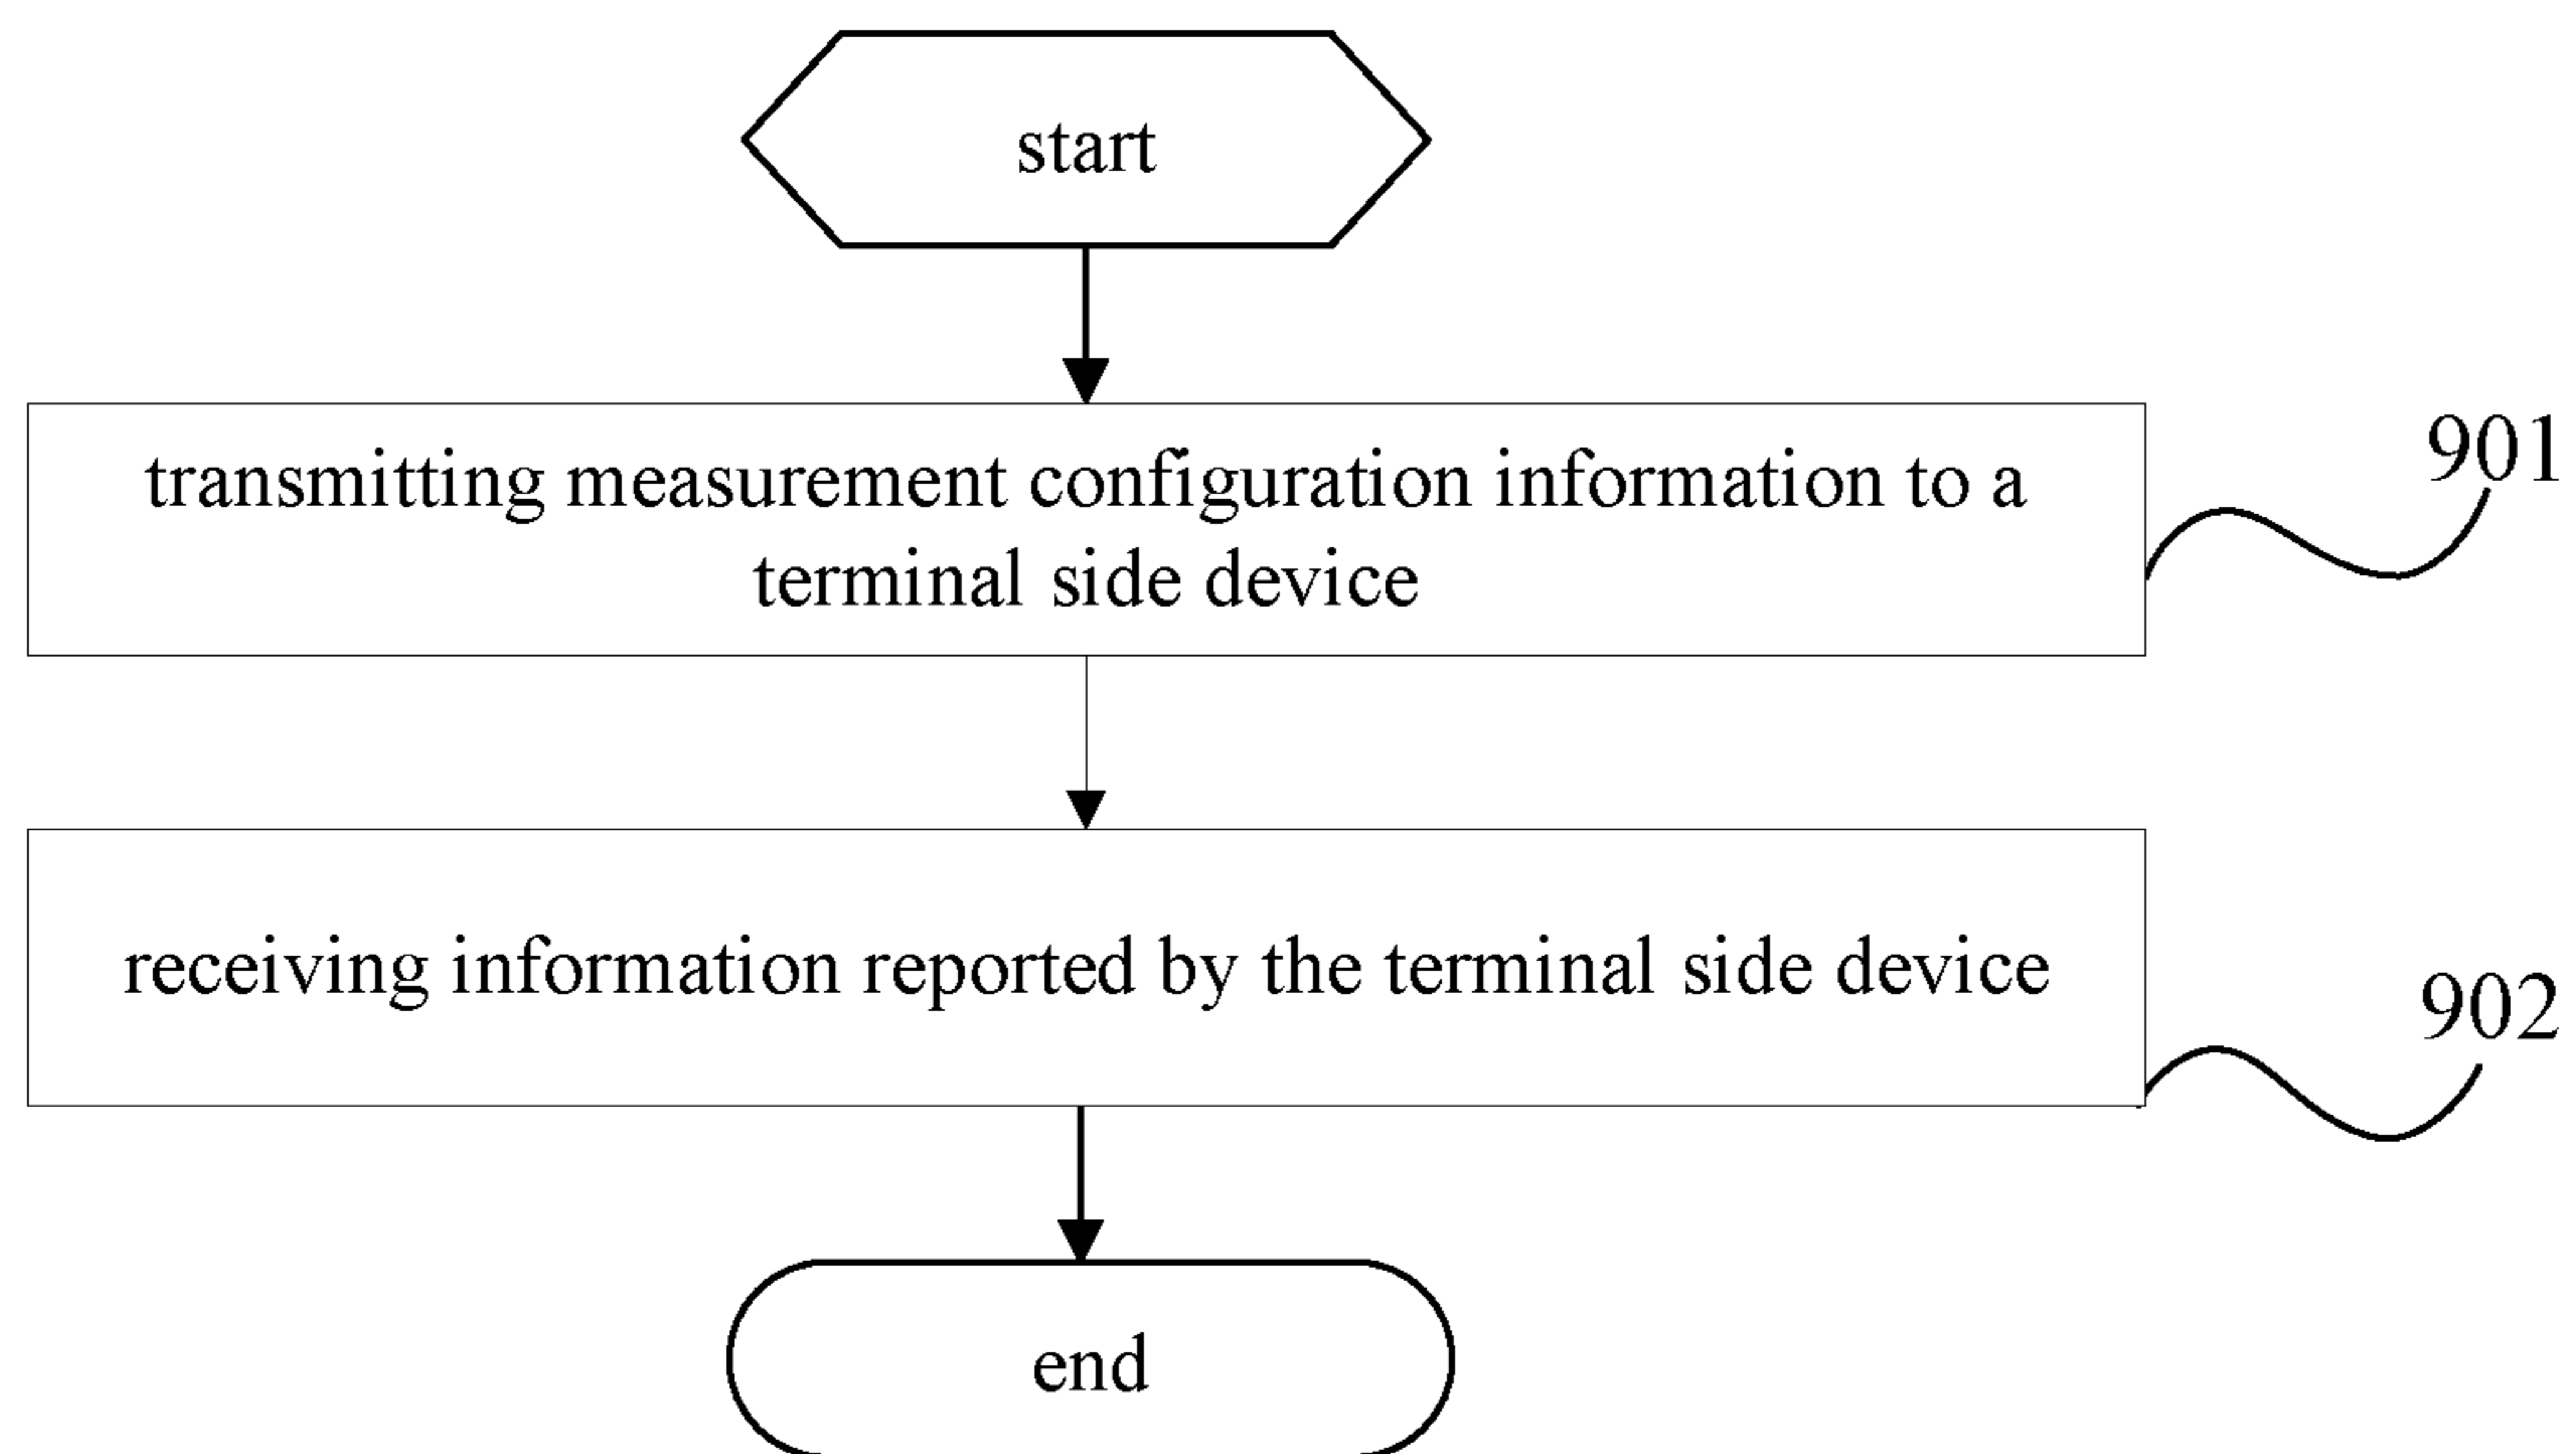 start
transmitting measurement configuration information to a
terminal side device
901
receiving information reported by the terminal side device
902
end